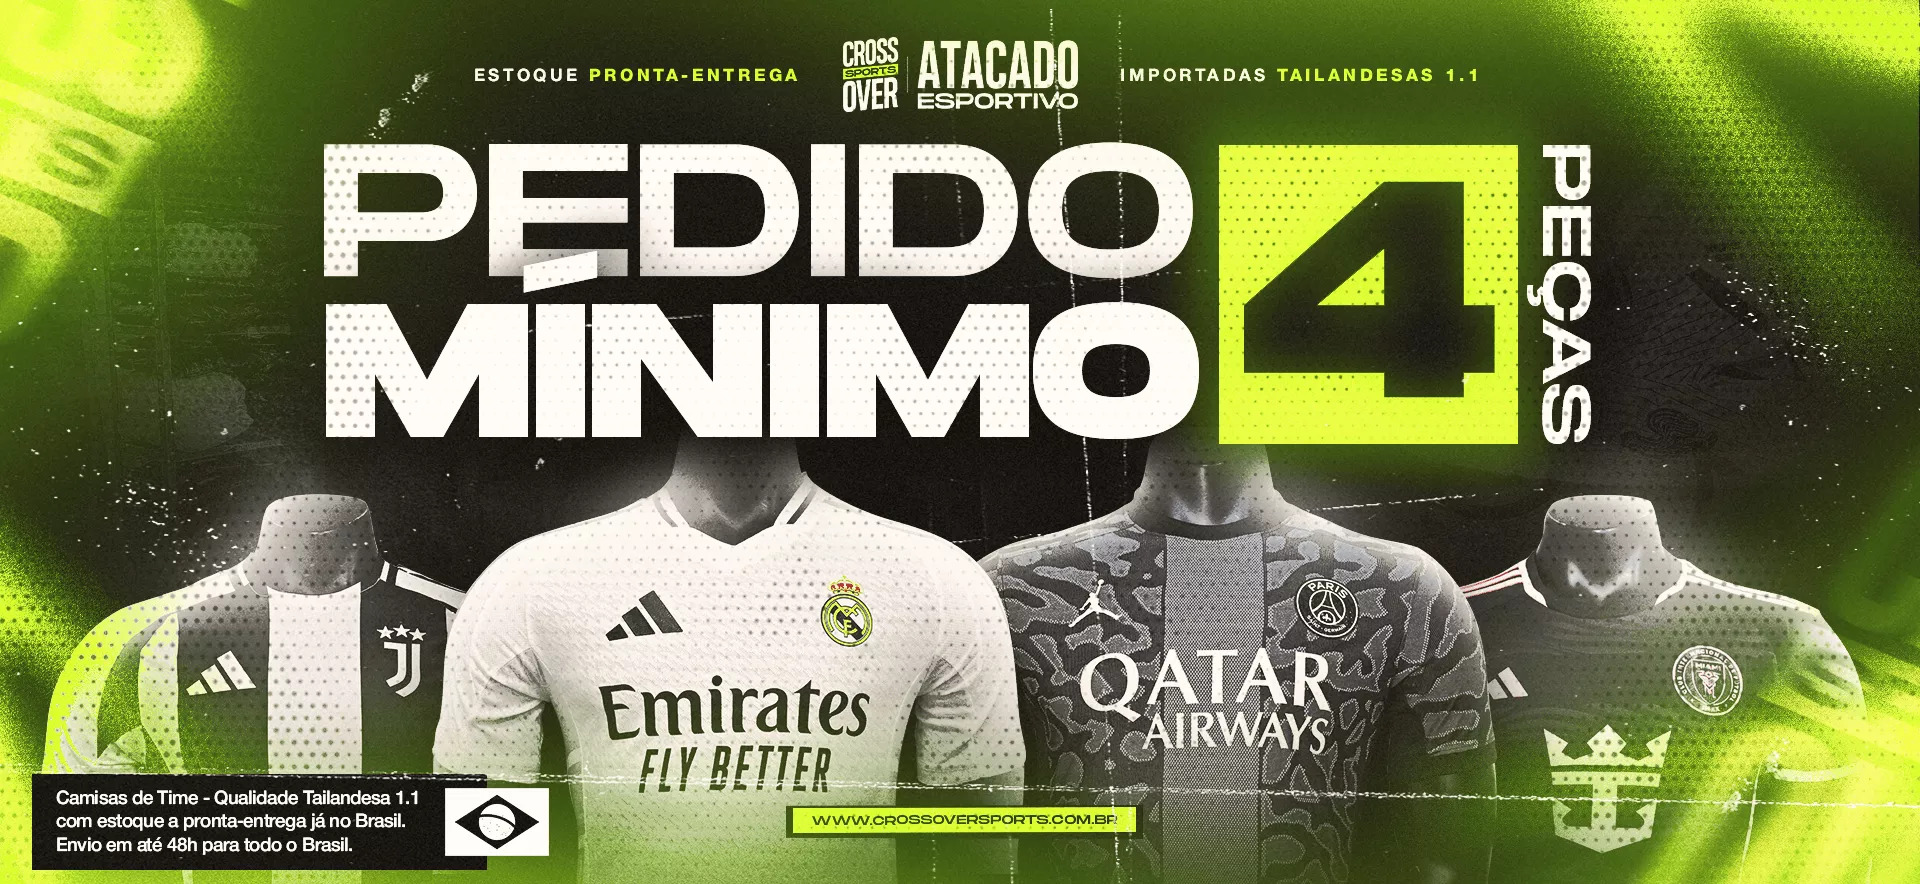 ESTOQUE PRONTA-ENTREGA
CROSS
SPORTS
OVER
ATACADO
ESPORTIVO
IMPORTADAS TAILANDESAS 1.1
PEDIDO
MÍNIMO
4
PEÇAS
Emirates
FLY BETTER
PARIS
QATAR
AIRWAYS
MIAMI
Camisas de Time - Qualidade Tailandesa 1.1
com estoque a pronta-entrega já no Brasil.
Envio em até 48h para todo o Brasil.
WWW.CROSSOVERSPORTS.COM.BR